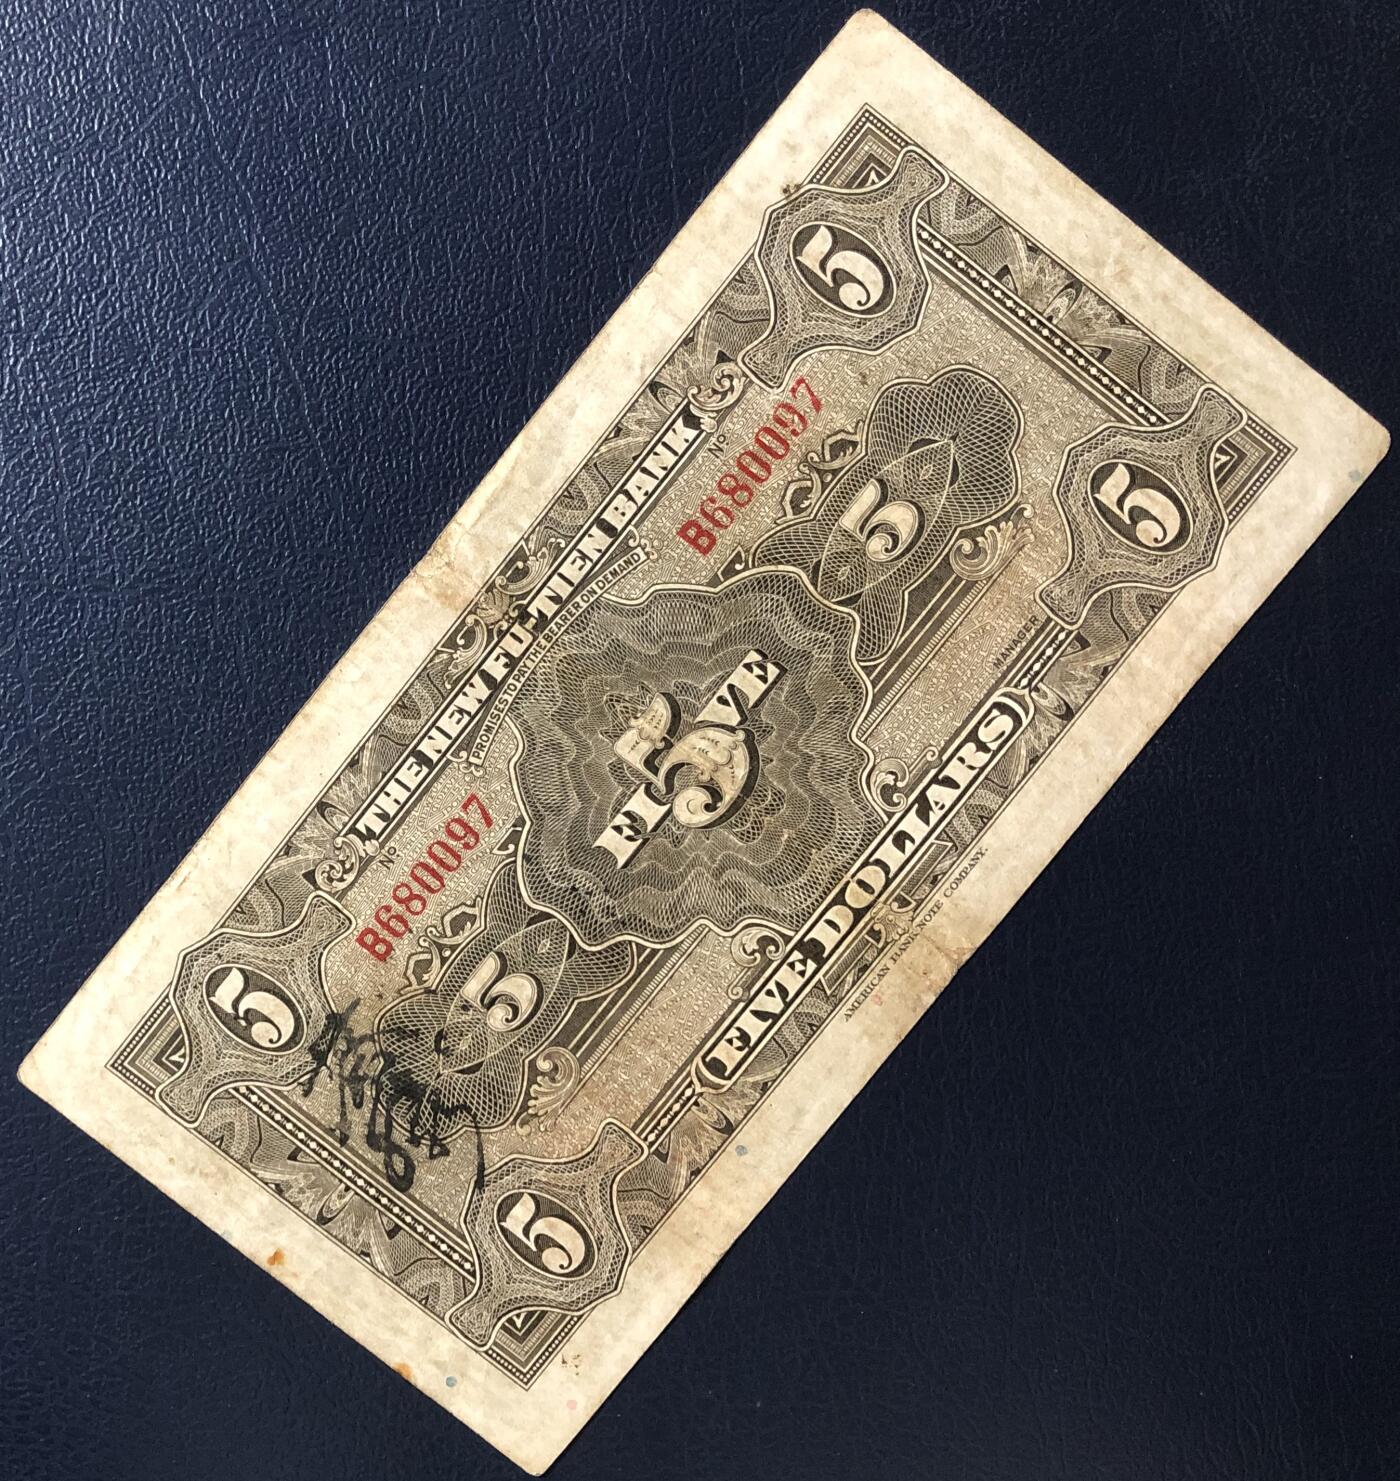 5
5
THE NEW FU-TIEN BANK
PROMISES TO PAY THE BEARER ON DEMAND
Nº
B680097
Nº
B680097
5
FIVE
5
5
MANAGER
5
FIVE DOLLARS
5
AMERICAN BANK NOTE COMPANY.